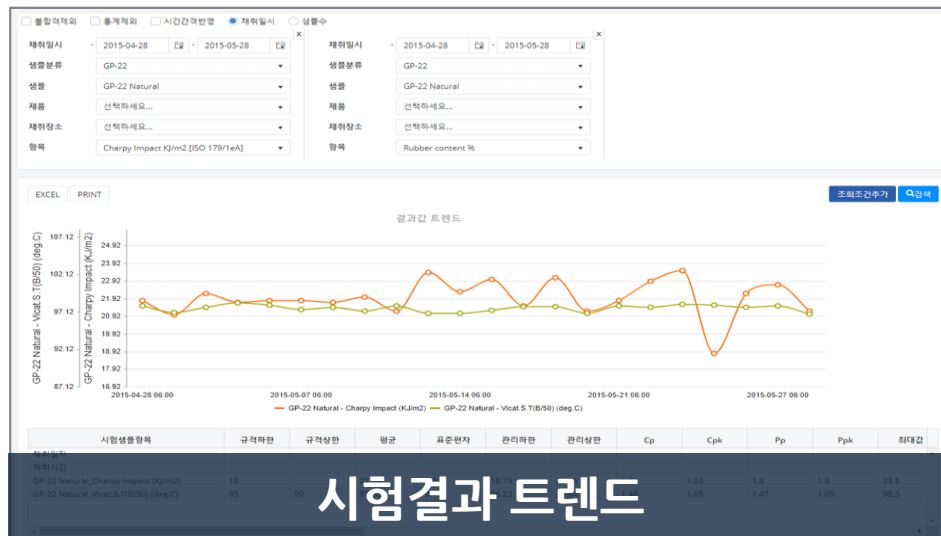 불합격제외 통계제외 시간간격반영 채취일시 샘플수
x x
채취일시 - 2015-04-28 - 2015-05-28 채취일시 - 2015-04-28 - 2015-05-28
샘플분류 GP-22 샘플분류 GP-22
샘플 GP-22 Natural 샘플 GP-22 Natural
제품 선택하세요... 제품 선택하세요...
채취장소 선택하세요... 채취장소 선택하세요...
항목 Charpy Impact KJ/m2 [ISO 179/1eA] 항목 Rubber content %
EXCEL PRINT 조회조건추가 검색
결과값 트렌드
GP-22 Natural - Vicat.S.T(B/50) (deg.C)
107.12
102.12
97.12
92.12
87.12
GP-22 Natural - Charpy Impact (KJ/m2)
24.92
23.92
22.92
21.92
20.92
19.92
18.92
17.92
16.92
2015-04-28 06:00 2015-05-07 06:00 2015-05-14 06:00 2015-05-21 06:00 2015-05-27 06:00
GP-22 Natural - Charpy Impact (KJ/m2) GP-22 Natural - Vicat.S.T(B/50) (deg.C)
시험샘플항목 규격하한 규격상한 평균 표준편차 관리하한 관리상한 Cp Cpk Pp Ppk 최대값
채취일자
채취시간
GP-22 Natural_Charpy Impact (KJ/m2) 18 18.75 1.24 1.3 1.3 23.5
GP-22 Natural_Vicat.S.T(B/50) (deg.C) 95 99 1.05 1.47 1.05 98.3
시험결과 트렌드